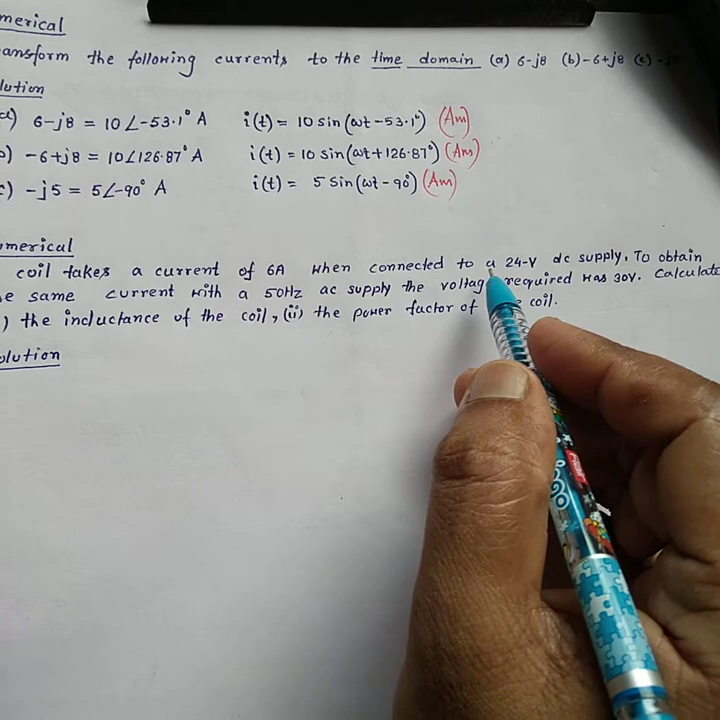 merical
ansform the following currents to the time domain (a) 6-j8 (b)-6+j8 (c)
lution
a) 6-j8 = 10∠-53.1° A i(t) = 10 sin(ωt-53.1°) (Am)
) -6+j8 = 10∠126.87° A i(t) = 10 sin(ωt+126.87°) (Am)
c) -j5 = 5∠-90° A i(t) = 5 sin(ωt-90°) (Am)
umerical
coil takes a current of 6A when connected to a 24-V dc supply. To obtain
e same current with a 50Hz ac supply the voltage required was 30V. Calculate
) the inductance of the coil, (ii) the power factor of coil.
olution